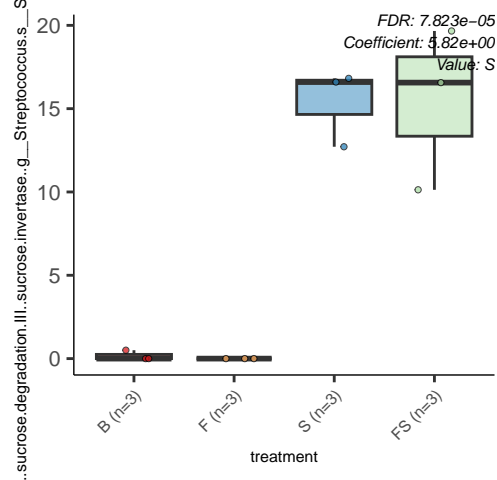 FDR: 7.823e−05
Coefficient: 5.82e+00
Value: S
..sucrose.degradation.III..sucrose.invertase..g__Streptococcus.s__S
20
15
10
5
0
B (n=3)
F (n=3)
S (n=3)
FS (n=3)
treatment